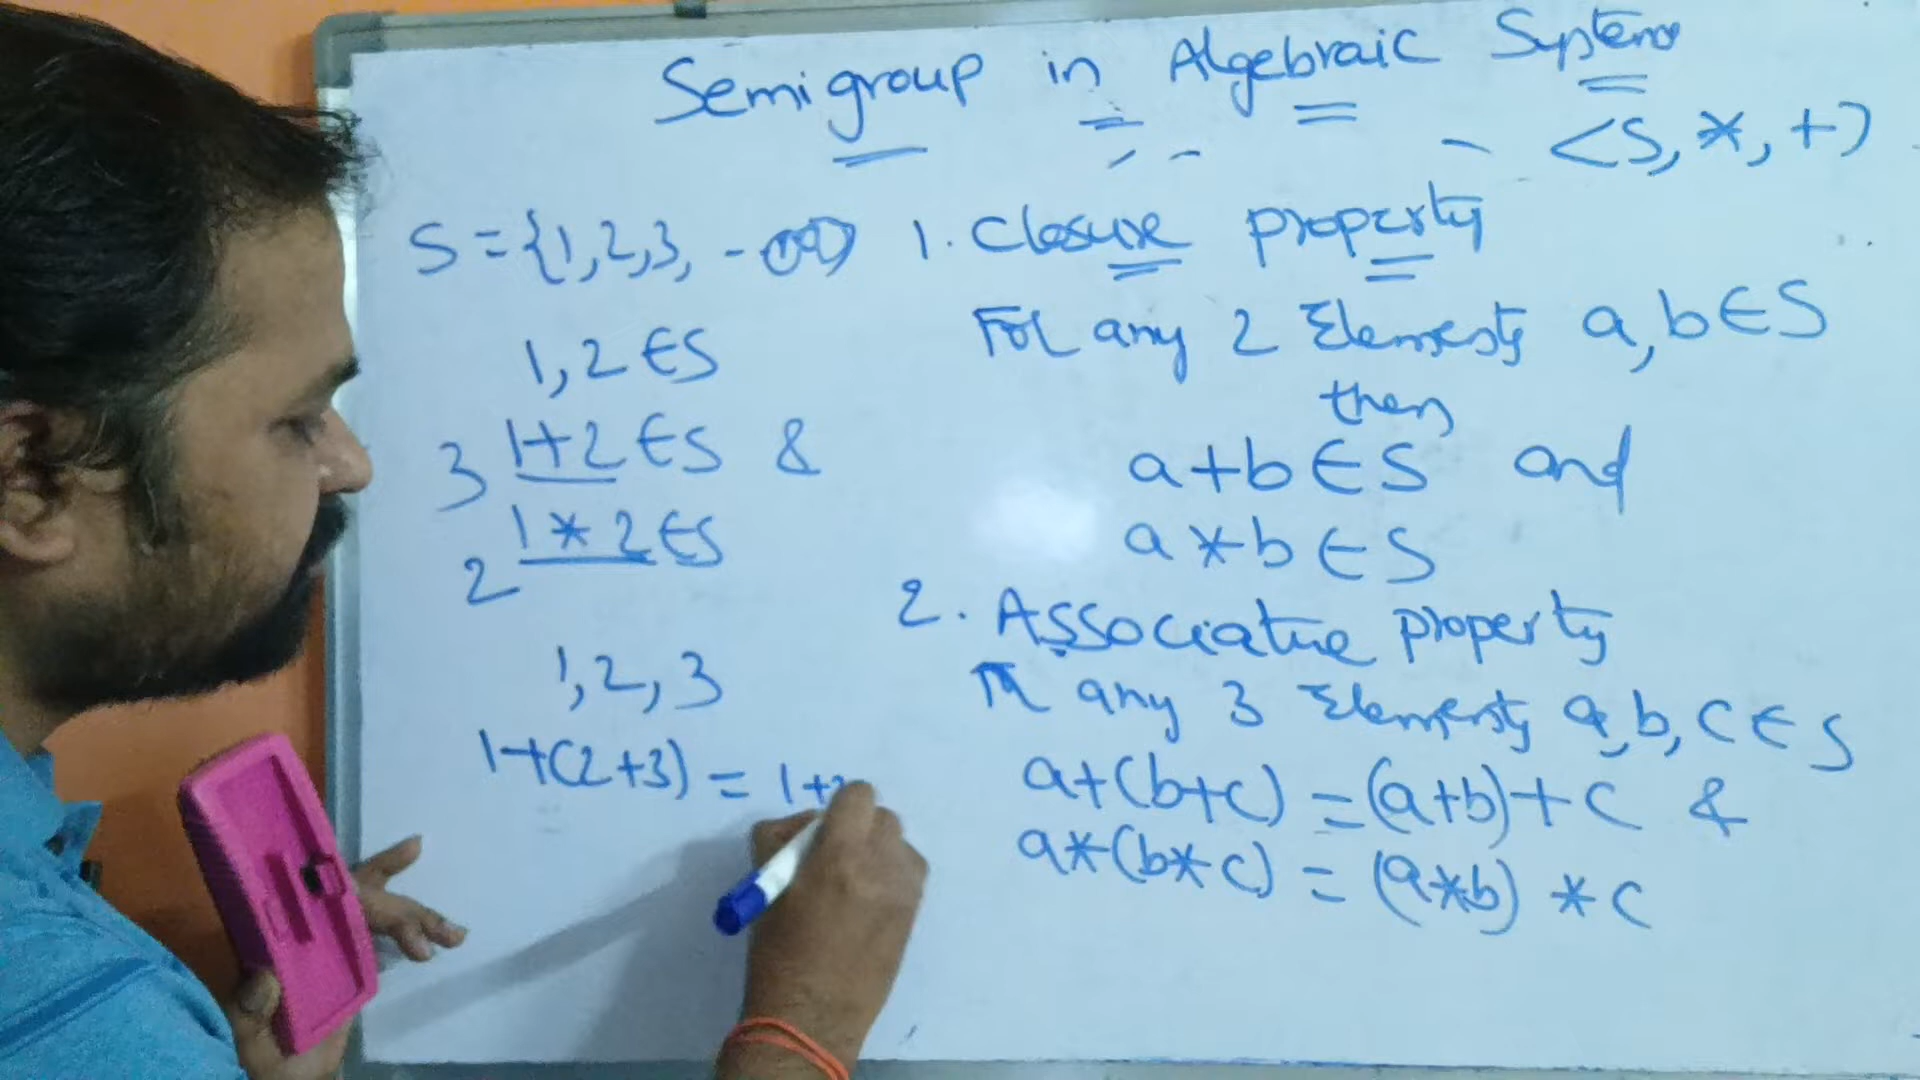 Semigroup in Algebraic System
<S, *, +)
S = {1, 2, 3, - ∞}
1, 2 ∈ S
3 1+2 ∈ S &
2 1 * 2 ∈ S
1, 2, 3
1+(2+3) = 1+2
1. Closure property
For any 2 Elements a, b ∈ S
then
a+b ∈ S and
a * b ∈ S
2. Associative property
any 3 Elements a, b, c ∈ S
a+(b+c) = (a+b)+c &
a*(b*c) = (a*b) * c